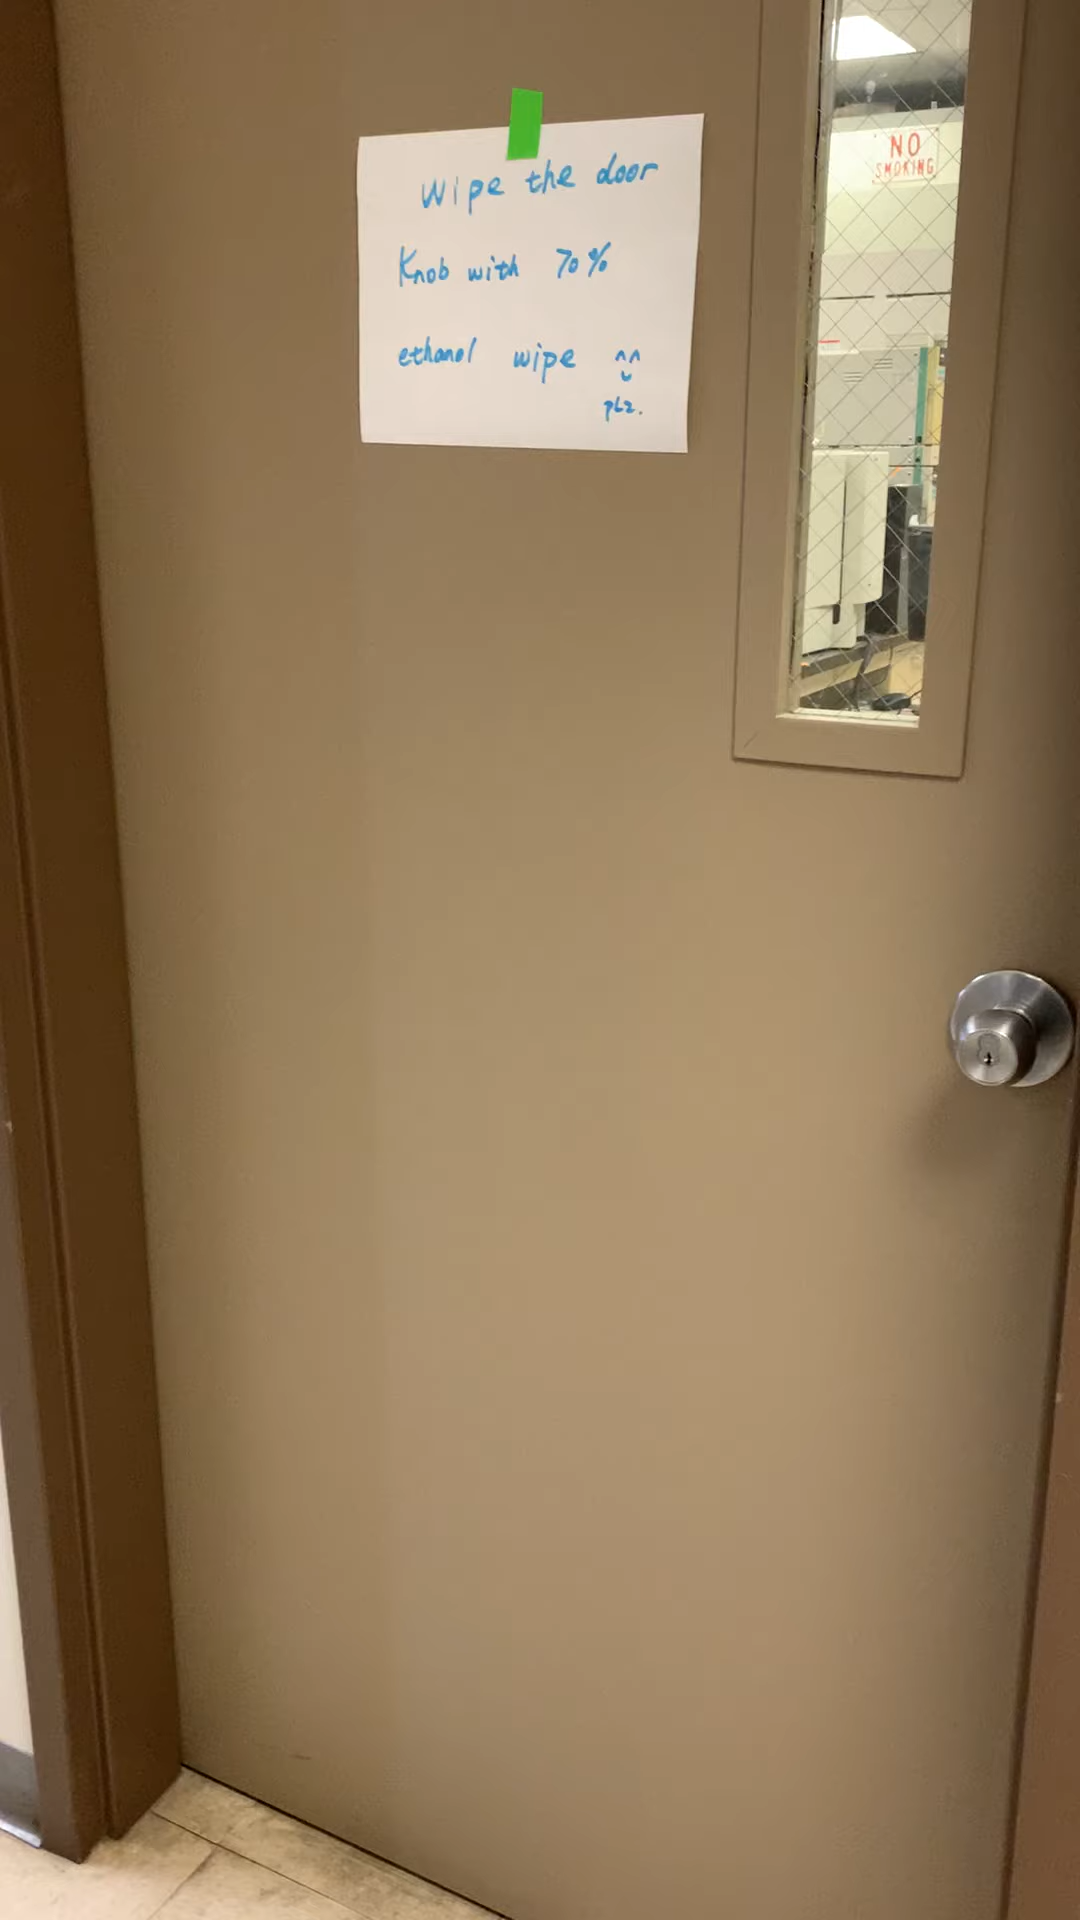 Wipe the door
Knob with 70%
ethanol wipe ^^
plz.
NO
SMOKING